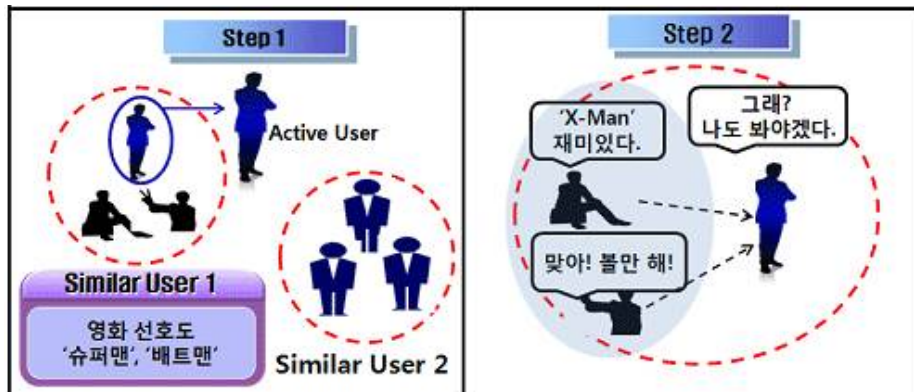 Step 1
Active User
Similar User 1
영화 선호도
‘슈퍼맨’, ‘배트맨’
Similar User 2
Step 2
‘X-Man’
재미있다.
그래?
나도 봐야겠다.
맞아! 볼만 해!